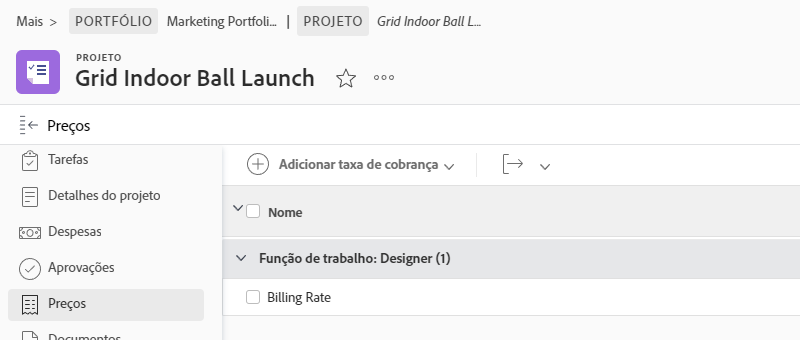 Mais > PORTFÓLIO Marketing Portfoli... | PROJETO Grid Indoor Ball L...
PROJETO
Grid Indoor Ball Launch
Preços
Tarefas
Detalhes do projeto
Despesas
Aprovações
Preços
Documentos
Adicionar taxa de cobrança
Nome
Função de trabalho: Designer (1)
Billing Rate